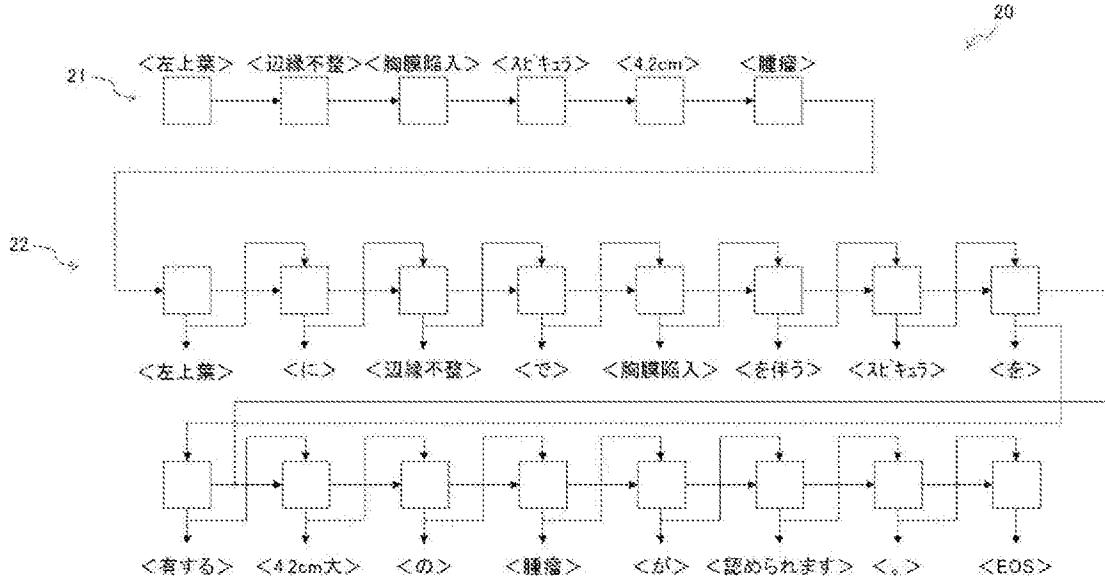 20
21
<左上葉> <辺縁不整> <胸膜陥入> <スピキュラ> <4.2cm> <腫瘤>
22
<左上葉> <に> <辺縁不整> <で> <胸膜陥入> <を伴う> <スピキュラ> <を>
<有する> <4.2cm大> <の> <腫瘤> <が> <認められます> <。> <EOS>